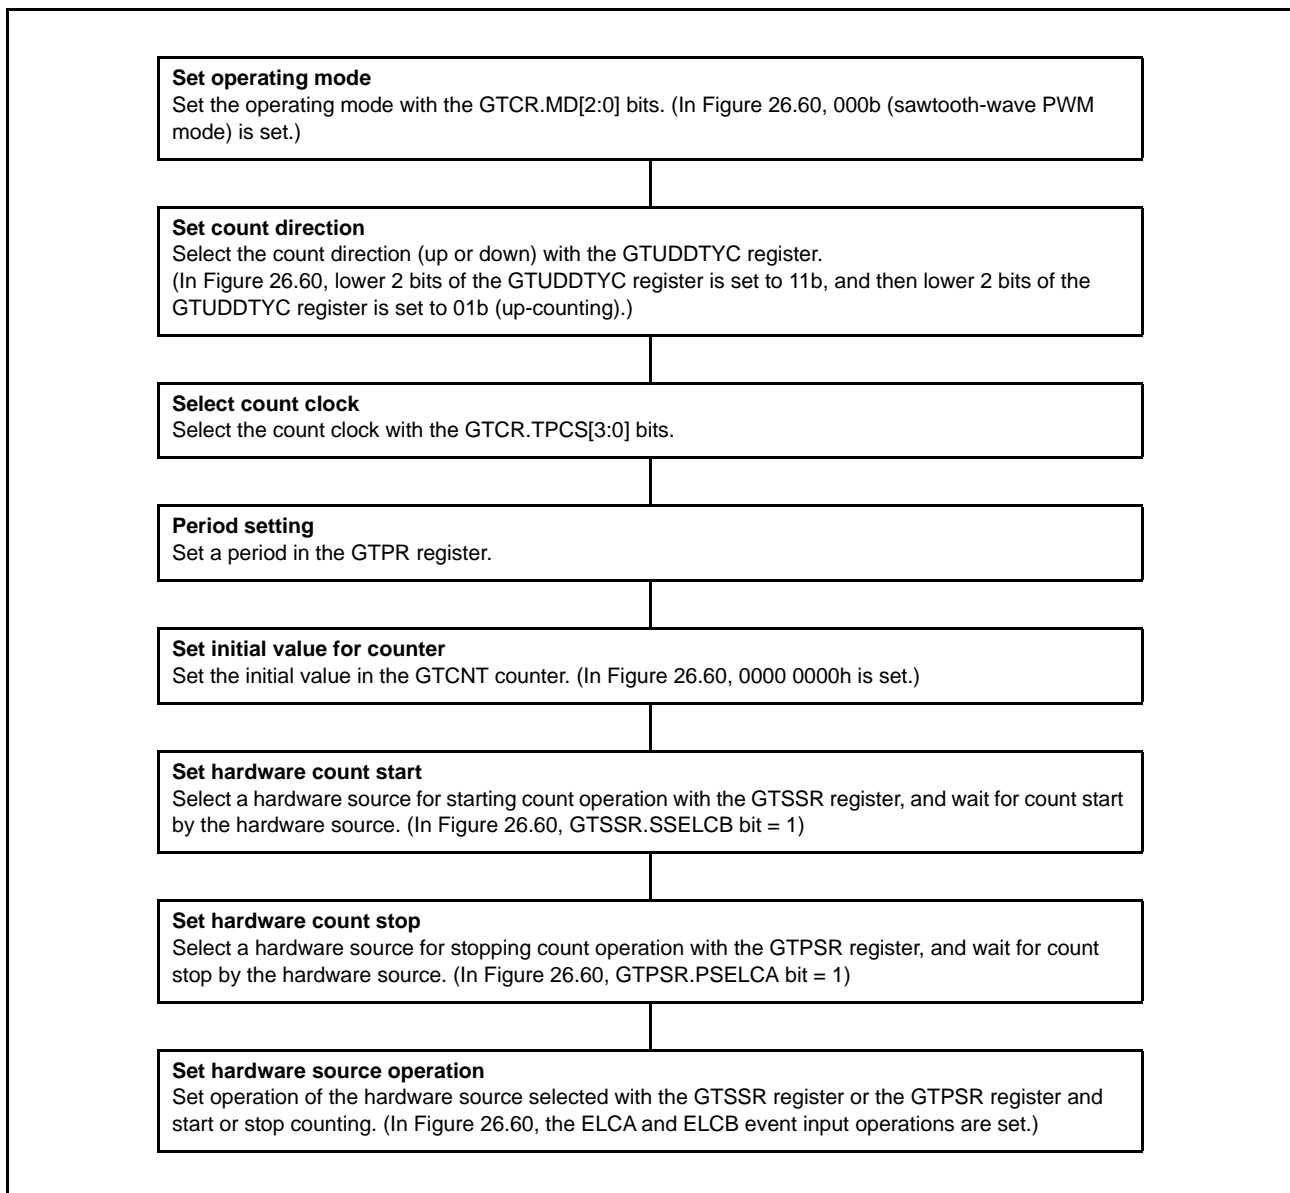 Set operating mode
Set the operating mode with the GTCR.MD[2:0] bits. (In Figure 26.60, 000b (sawtooth-wave PWM
mode) is set.)
Set count direction
Select the count direction (up or down) with the GTUDDTYC register.
(In Figure 26.60, lower 2 bits of the GTUDDTYC register is set to 11b, and then lower 2 bits of the
GTUDDTYC register is set to 01b (up-counting).)
Select count clock
Select the count clock with the GTCR.TPCS[3:0] bits.
Period setting
Set a period in the GTPR register.
Set initial value for counter
Set the initial value in the GTCNT counter. (In Figure 26.60, 0000 0000h is set.)
Set hardware count start
Select a hardware source for starting count operation with the GTSSR register, and wait for count start
by the hardware source. (In Figure 26.60, GTSSR.SSELCB bit = 1)
Set hardware count stop
Select a hardware source for stopping count operation with the GTPSR register, and wait for count
stop by the hardware source. (In Figure 26.60, GTPSR.PSELCA bit = 1)
Set hardware source operation
Set operation of the hardware source selected with the GTSSR register or the GTPSR register and
start or stop counting. (In Figure 26.60, the ELCA and ELCB event input operations are set.)